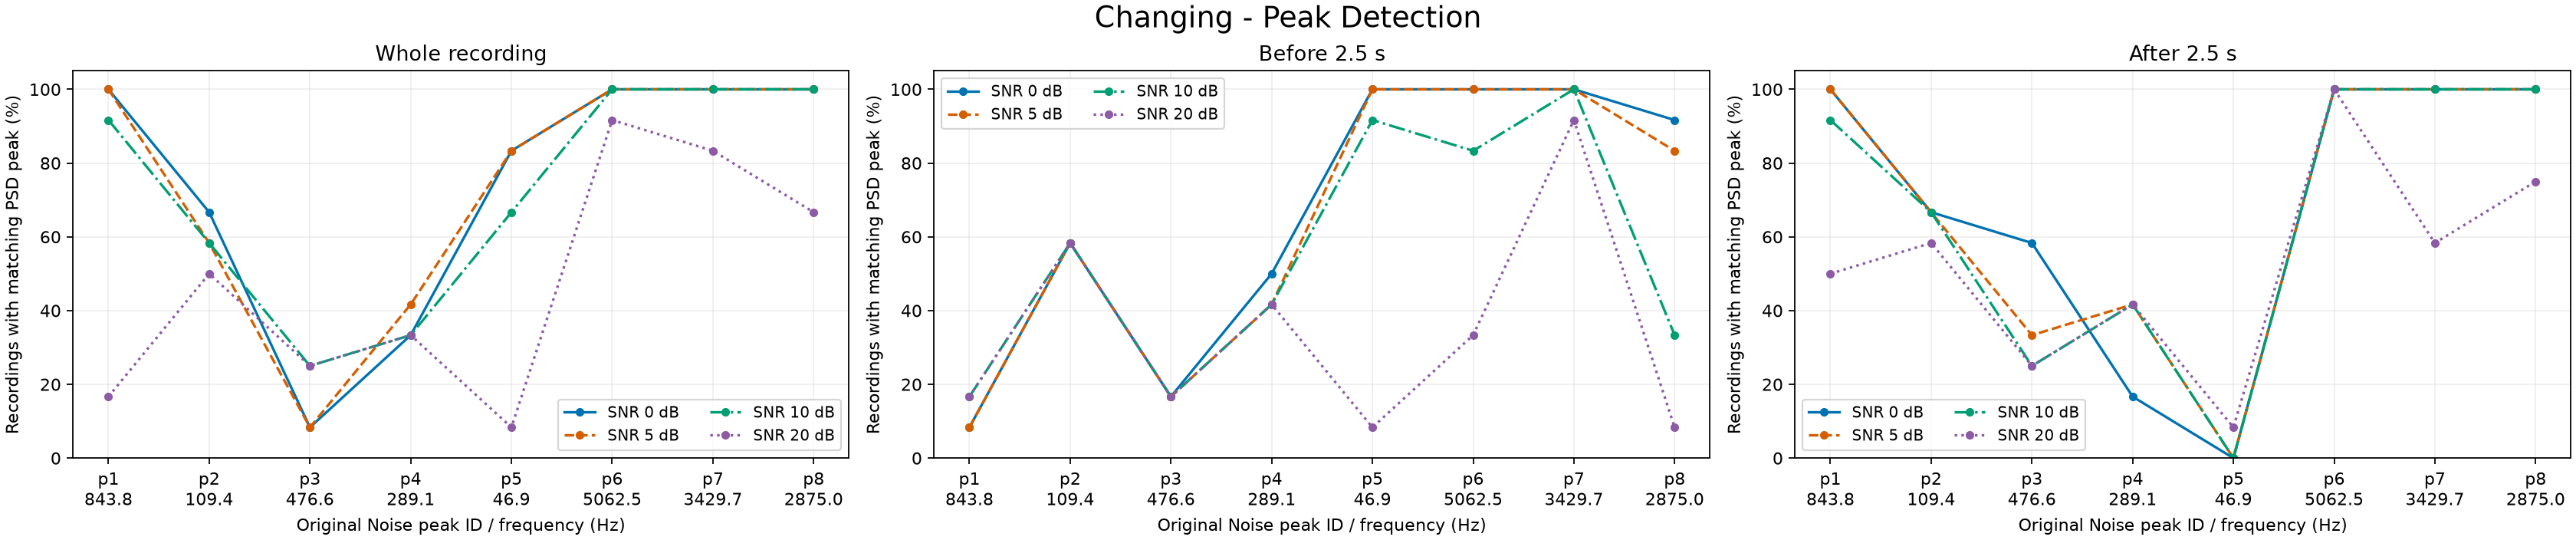 Changing - Peak Detection
Whole recording
Recordings with matching PSD peak (%)
100
80
60
40
20
0
SNR 0 dB SNR 10 dB
SNR 5 dB SNR 20 dB
p1 p2 p3 p4 p5 p6 p7 p8
843.8 109.4 476.6 289.1 46.9 5062.5 3429.7 2875.0
Original Noise peak ID / frequency (Hz)
Before 2.5 s
Recordings with matching PSD peak (%)
100
80
60
40
20
0
SNR 0 dB SNR 10 dB
SNR 5 dB SNR 20 dB
p1 p2 p3 p4 p5 p6 p7 p8
843.8 109.4 476.6 289.1 46.9 5062.5 3429.7 2875.0
Original Noise peak ID / frequency (Hz)
After 2.5 s
Recordings with matching PSD peak (%)
100
80
60
40
20
0
SNR 0 dB SNR 10 dB
SNR 5 dB SNR 20 dB
p1 p2 p3 p4 p5 p6 p7 p8
843.8 109.4 476.6 289.1 46.9 5062.5 3429.7 2875.0
Original Noise peak ID / frequency (Hz)